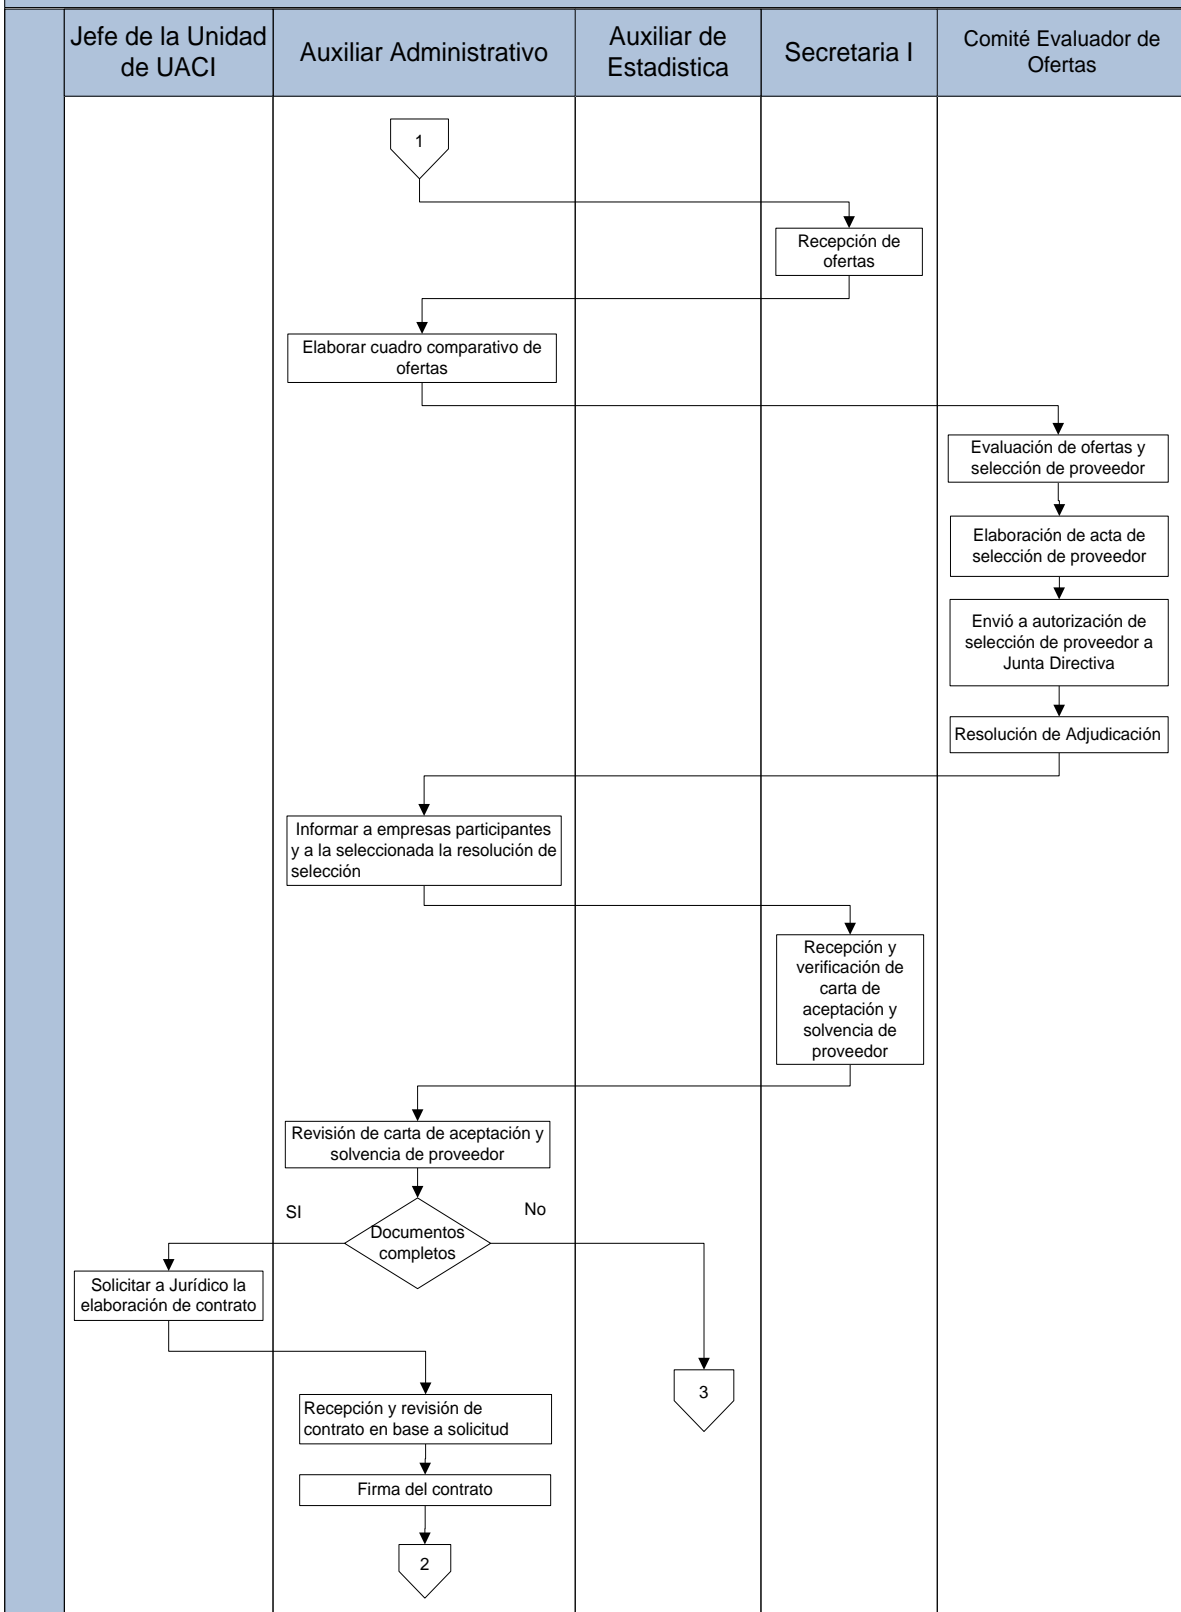 Jefe de la Unidad
de UACI
Auxiliar Administrativo
Auxiliar de
Estadistica
Secretaria I
Comité Evaluador de
Ofertas
1
Recepción de
ofertas
Elaborar cuadro comparativo de
ofertas
Evaluación de ofertas y
selección de proveedor
Elaboración de acta de
selección de proveedor
Envió a autorización de
selección de proveedor a
Junta Directiva
Resolución de Adjudicación
Informar a empresas participantes
y a la seleccionada la resolución de
selección
Recepción y
verificación de
carta de
aceptación y
solvencia de
proveedor
Revisión de carta de aceptación y
solvencia de proveedor
SI
No
Documentos
completos
Solicitar a Jurídico la
elaboración de contrato
3
Recepción y revisión de
contrato en base a solicitud
Firma del contrato
2